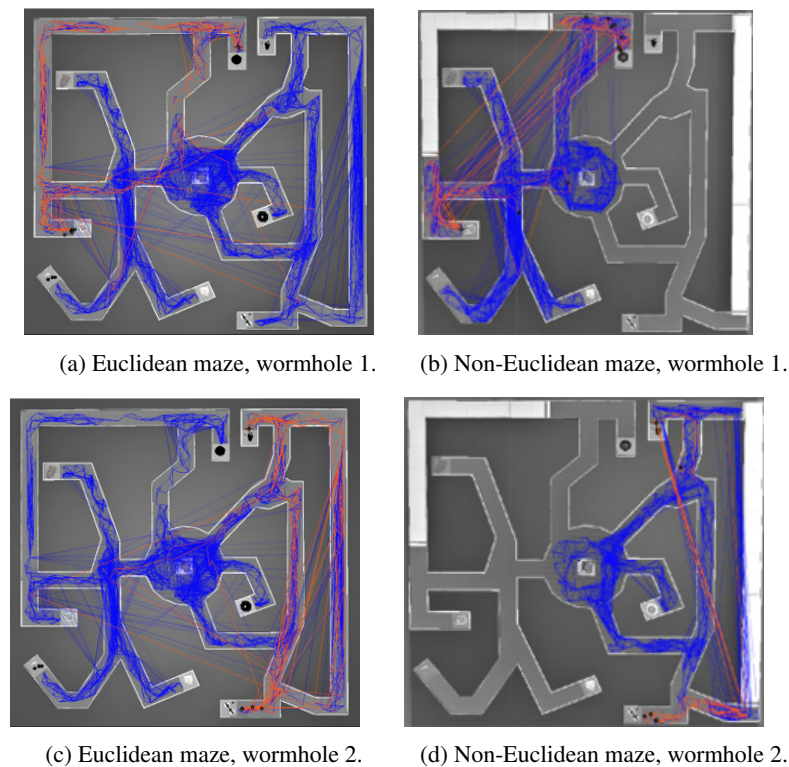 (a) Euclidean maze, wormhole 1.
(b) Non-Euclidean maze, wormhole 1.
(c) Euclidean maze, wormhole 2.
(d) Non-Euclidean maze, wormhole 2.